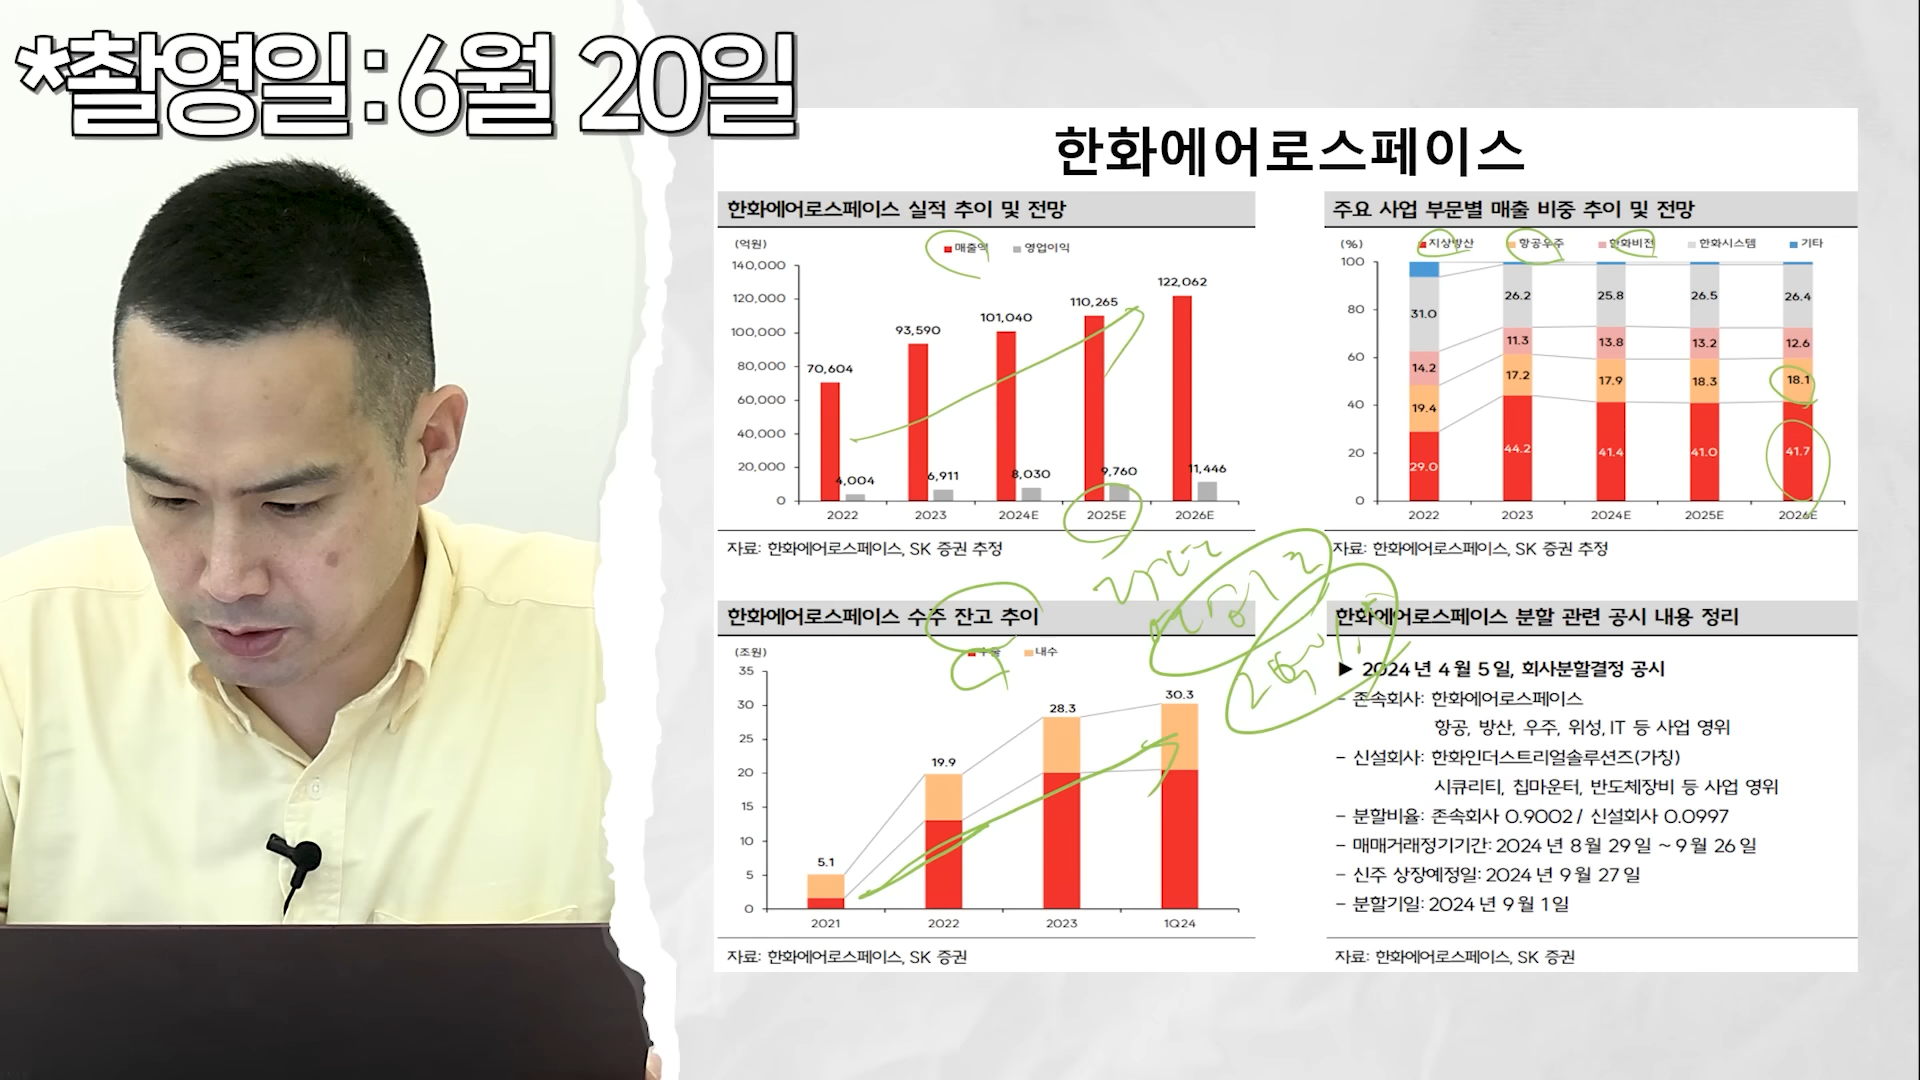 *촬영일:6월 20일
한화에어로스페이스
한화에어로스페이스 실적 추이 및 전망
(억원)
매출액 영업이익
140,000
120,000
100,000
80,000
60,000
40,000
20,000
0
70,604 93,590 101,040 110,265 122,062
4,004 6,911 8,030 9,760 11,446
2022 2023 2024E 2025E 2026E
자료: 한화에어로스페이스, SK 증권 추정
주요 사업 부문별 매출 비중 추이 및 전망
(%)
지상방산 항공우주 한화비전 한화시스템 기타
100
80
60
40
20
0
31.0 26.2 25.8 26.5 26.4
14.2 11.3 13.8 13.2 12.6
19.4 17.2 17.9 18.3 18.1
29.0 44.2 41.4 41.0 41.7
2022 2023 2024E 2025E 2026E
자료: 한화에어로스페이스, SK 증권 추정
한화에어로스페이스 수주 잔고 추이
(조원)
수출 내수
35
30
25
20
15
10
5
0
5.1 19.9 28.3 30.3
2021 2022 2023 1Q24
자료: 한화에어로스페이스, SK 증권
한화에어로스페이스 분할 관련 공시 내용 정리
▶ 2024년 4월 5일, 회사분할결정 공시
- 존속회사: 한화에어로스페이스
항공, 방산, 우주, 위성, IT 등 사업 영위
- 신설회사: 한화인더스트리얼솔루션즈(가칭)
시큐리티, 칩마운터, 반도체장비 등 사업 영위
- 분할비율: 존속회사 0.9002 / 신설회사 0.0997
- 매매거래정기기간: 2024년 8월 29일 ~ 9월 26일
- 신주 상장예정일: 2024년 9월 27일
- 분할기일: 2024년 9월 1일
자료: 한화에어로스페이스, SK 증권